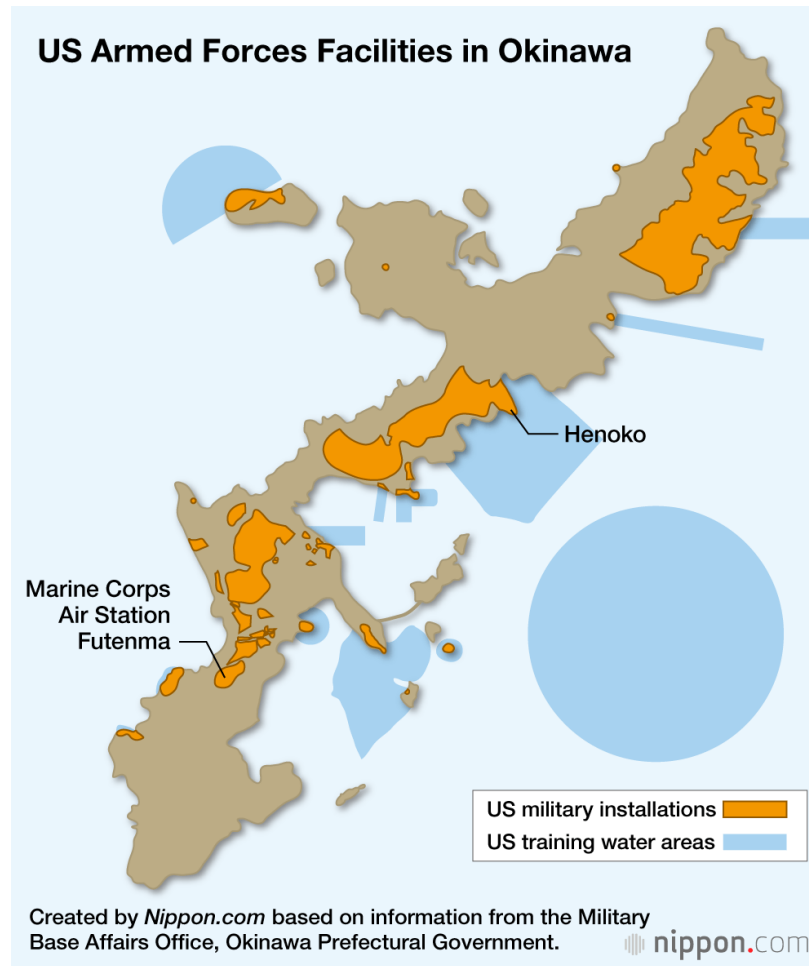 US Armed Forces Facilities in Okinawa
Henoko
Marine Corps
Air Station
Futenma
US military installations
US training water areas
Created by Nippon.com based on information from the Military
Base Affairs Office, Okinawa Prefectural Government.
nippon.com